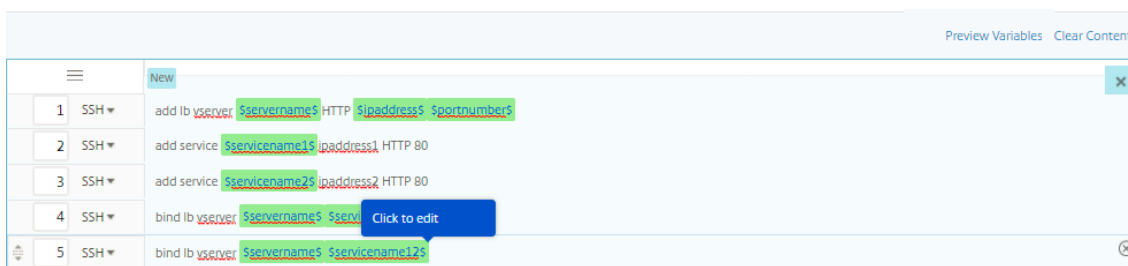 Preview Variables Clear Conten
New
1 SSH add lb vserver $servername$ HTTP $ipaddress$ $portnumber$
2 SSH add service $servicename1$ ipaddress1 HTTP 80
3 SSH add service $servicename2$ ipaddress2 HTTP 80
4 SSH bind lb vserver $servername$ $servi Click to edit
5 SSH bind lb vserver $servername$ $servicename12$